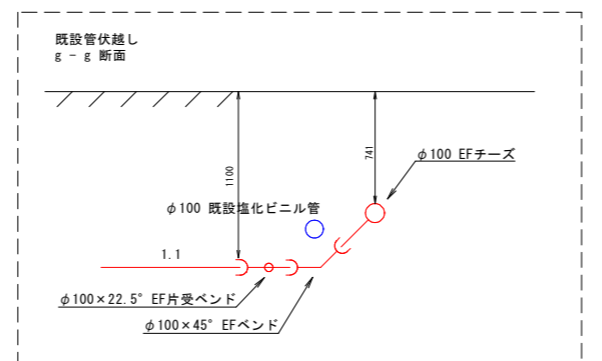 既設管伏越し
g - g 断面
1100
741
φ100 EFチーズ
φ100 既設塩化ビニル管
1.1
φ100×22.5° EF片受ベンド
φ100×45° EFベンド